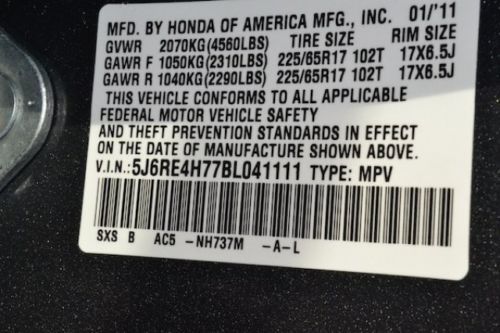 MFD. BY HONDA OF AMERICA MFG., INC. 01/'11
GVWR 2070KG(4560LBS) TIRE SIZE RIM SIZE
GAWR F 1050KG(2310LBS) 225/65R17 102T 17X6.5J
GAWR R 1040KG(2290LBS) 225/65R17 102T 17X6.5J
THIS VEHICLE CONFORMS TO ALL APPLICABLE
FEDERAL MOTOR VEHICLE SAFETY
AND THEFT PREVENTION STANDARDS IN EFFECT
ON THE DATE OF MANUFACTURE SHOWN ABOVE.
V.I.N.: 5J6RE4H77BL041111 TYPE: MPV
SXS B AC5 -NH737M -A-L